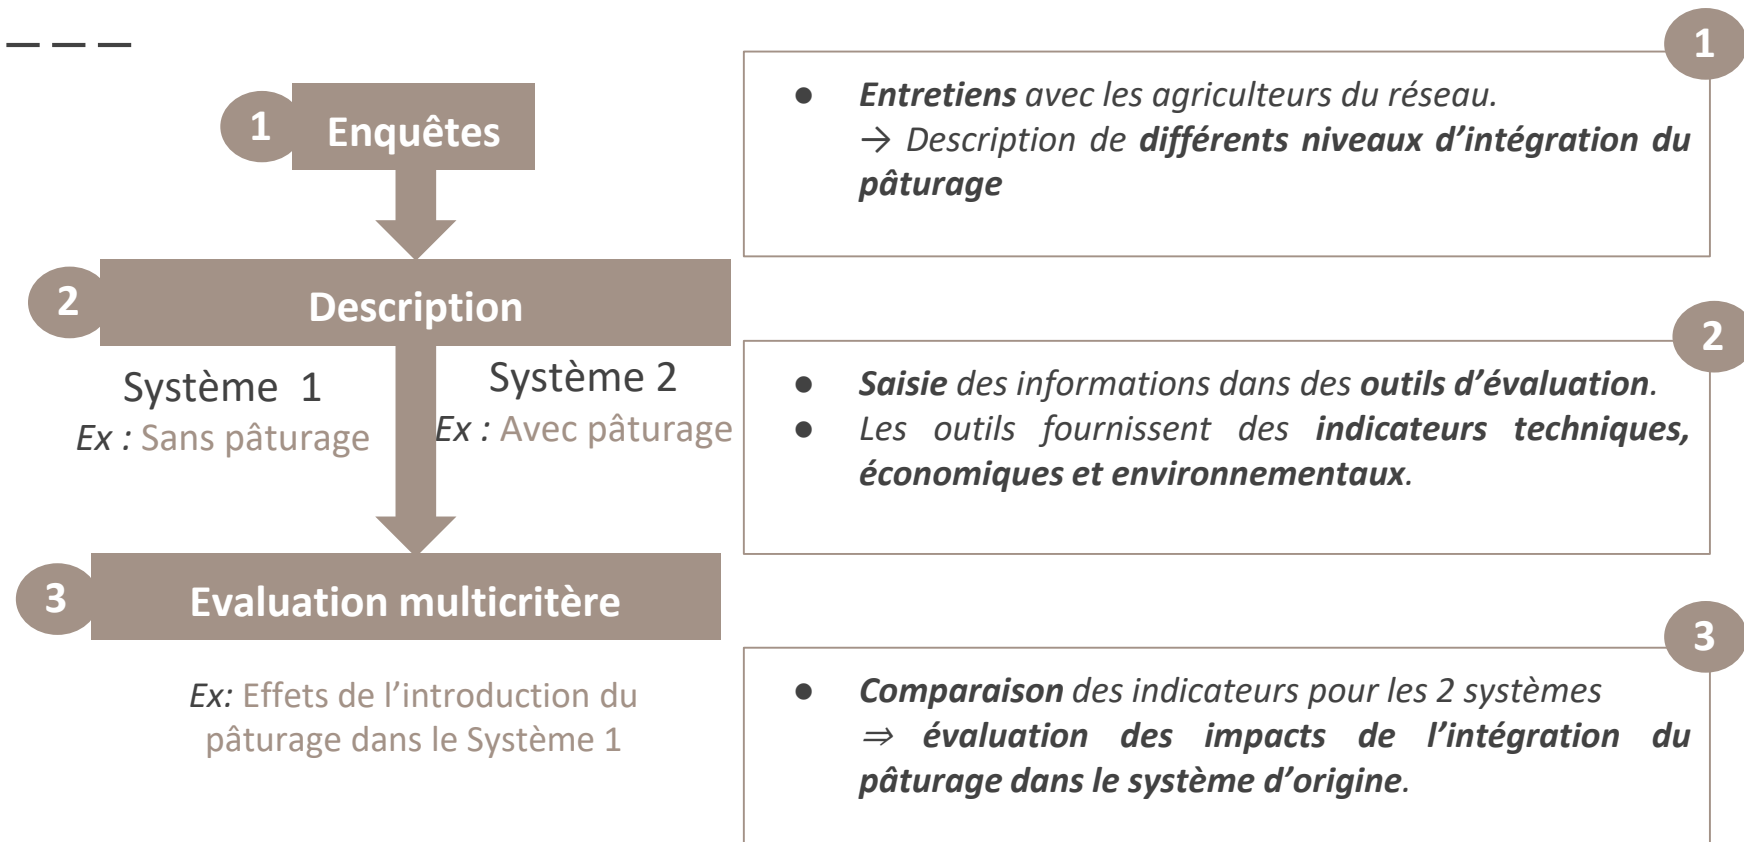 1
Enquêtes
2
Description
Système 1
Ex : Sans pâturage
Système 2
Ex : Avec pâturage
3
Evaluation multicritère
Ex: Effets de l’introduction du
pâturage dans le Système 1
1
● Entretiens avec les agriculteurs du réseau.
→ Description de différents niveaux d’intégration du
pâturage
2
● Saisie des informations dans des outils d’évaluation.
● Les outils fournissent des indicateurs techniques,
économiques et environnementaux.
3
● Comparaison des indicateurs pour les 2 systèmes
⇒ évaluation des impacts de l’intégration du
pâturage dans le système d’origine.